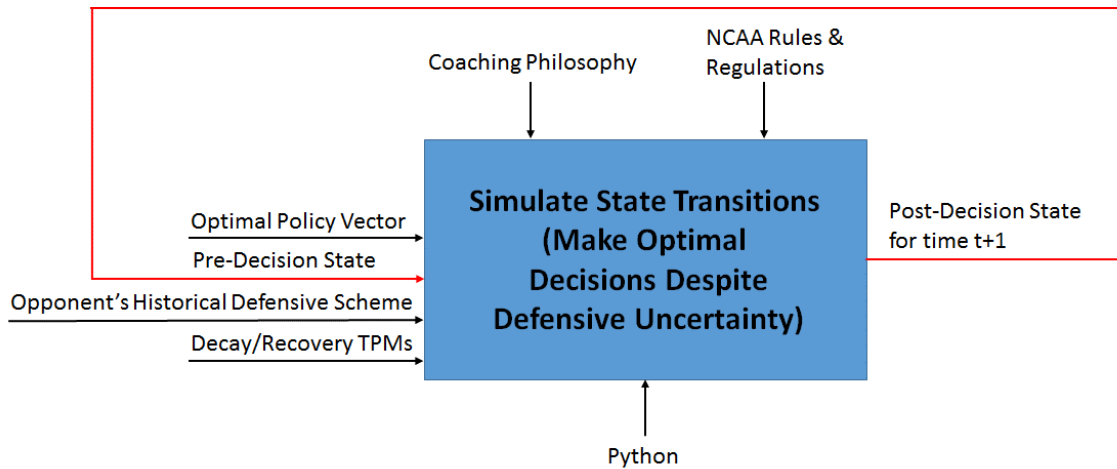 NCAA Rules &
Regulations
Coaching Philosophy
Simulate State Transitions
(Make Optimal
Decisions Despite
Defensive Uncertainty)
Optimal Policy Vector
Pre-Decision State
Opponent's Historical Defensive Scheme
Decay/Recovery TPMs
Post-Decision State
for time t+1
Python